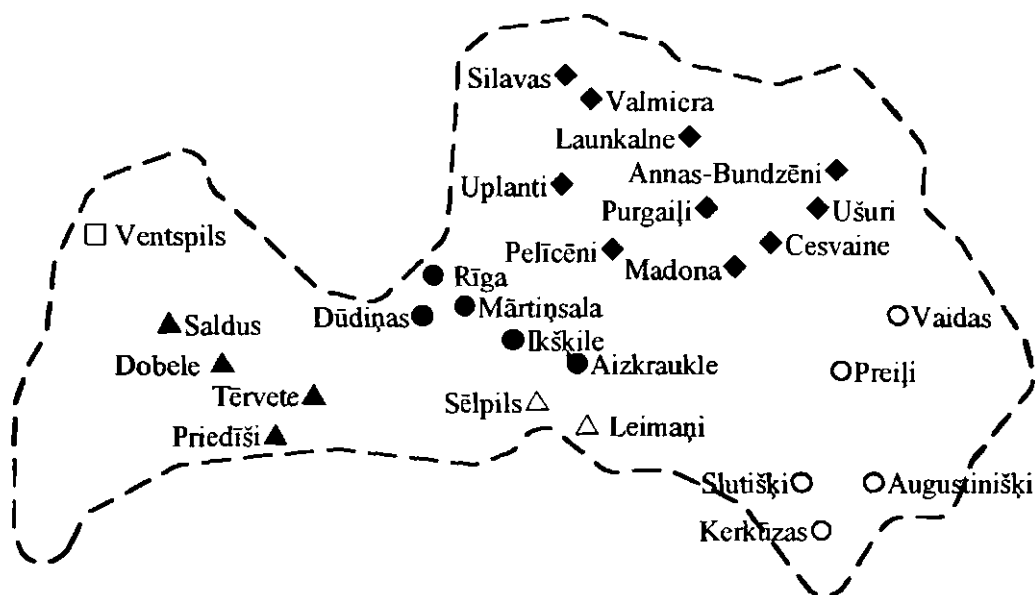 Silavas
Valmicra
Launkalne
Annas-Bundzēni
Uplanti
Purgaiļi
Ušuri
Ventspils
Pelīcēni
Cesvaine
Madona
Rīga
Mārtiņsala
Dūdiņas
Vaidas
Saldus
Ikšķile
Dobele
Aizkraukle
Preiļi
Tērvete
Sēlpils
Leimaņi
Priedīši
Slutišķi
Augustinišķi
Kerkūzas